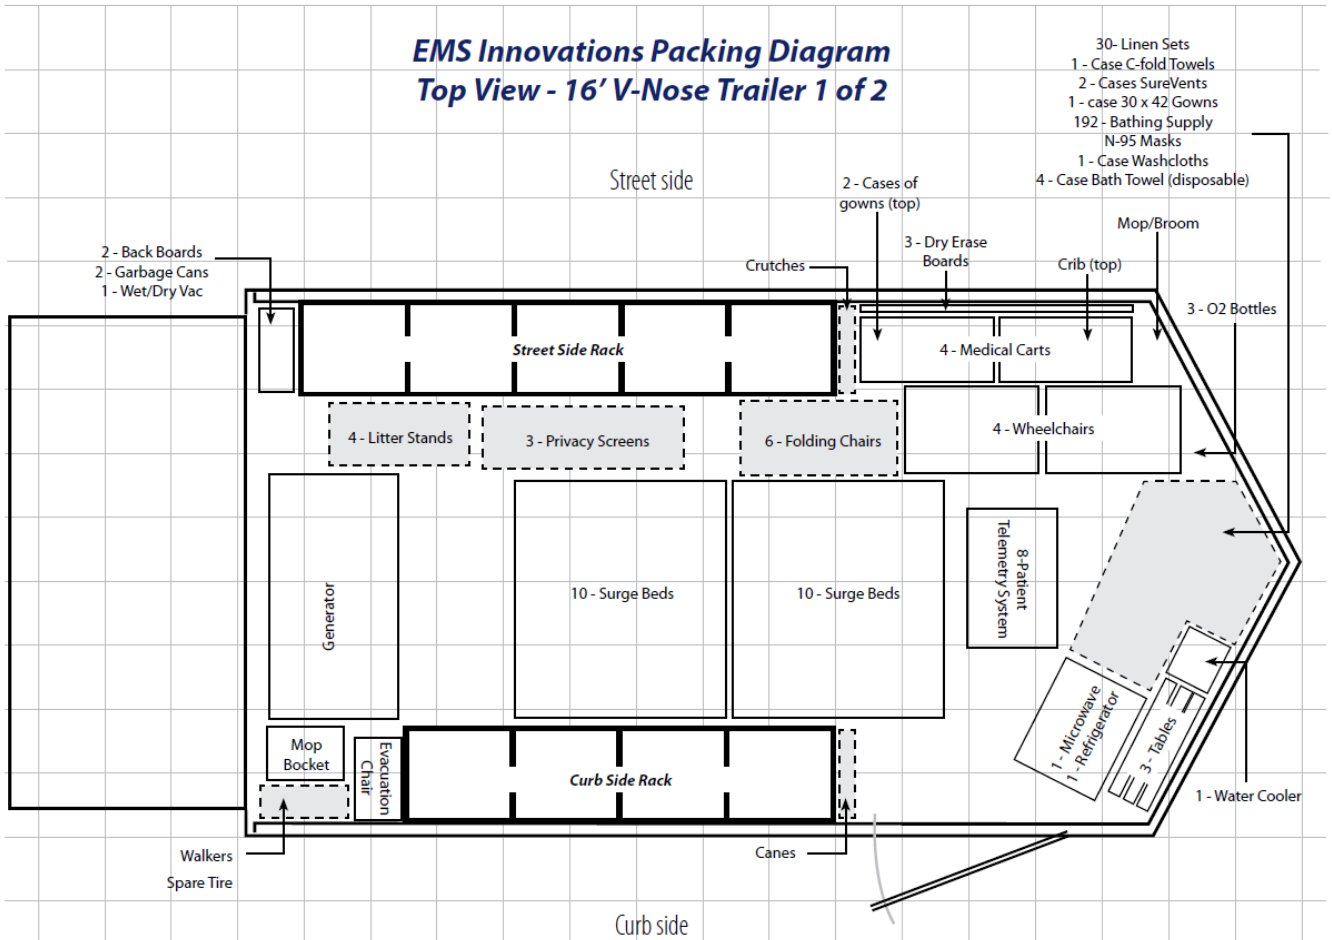 EMS Innovations Packing Diagram
Top View - 16’ V-Nose Trailer 1 of 2
30- Linen Sets
1 - Case C-fold Towels
2 - Cases SureVents
1 - case 30 x 42 Gowns
192 - Bathing Supply
N-95 Masks
1 - Case Washcloths
4 - Case Bath Towel (disposable)
Street side
2 - Cases of
gowns (top)
Mop/Broom
3 - Dry Erase
Boards
Crutches
Crib (top)
2 - Back Boards
2 - Garbage Cans
1 - Wet/Dry Vac
3 - O2 Bottles
Street Side Rack
4 - Medical Carts
4 - Litter Stands
3 - Privacy Screens
6 - Folding Chairs
4 - Wheelchairs
Generator
10 - Surge Beds
10 - Surge Beds
8-Patient
Telemetry System
1 - Microwave
1 - Refrigerator
3 - Tables
1 - Water Cooler
Mop
Bocket
Evacuation
Chair
Curb Side Rack
Walkers
Spare Tire
Canes
Curb side